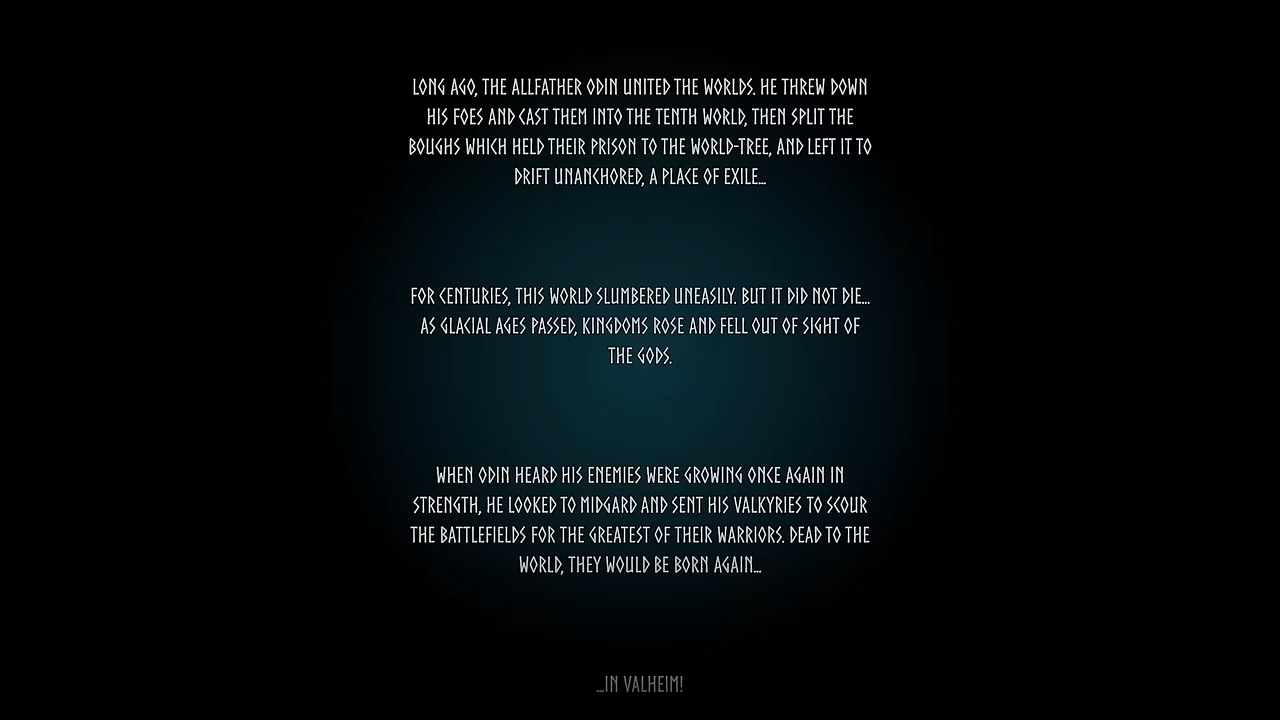 LONG AGO, THE ALLFATHER ODIN UNITED THE WORLDS. HE THREW DOWN
HIS FOES AND CAST THEM INTO THE TENTH WORLD, THEN SPLIT THE
BOUGHS WHICH HELD THEIR PRISON TO THE WORLD-TREE, AND LEFT IT TO
DRIFT UNANCHORED, A PLACE OF EXILE...
FOR CENTURIES, THIS WORLD SLUMBERED UNEASILY. BUT IT DID NOT DIE...
AS GLACIAL AGES PASSED, KINGDOMS ROSE AND FELL OUT OF SIGHT OF
THE GODS.
WHEN ODIN HEARD HIS ENEMIES WERE GROWING ONCE AGAIN IN
STRENGTH, HE LOOKED TO MIDGARD AND SENT HIS VALKYRIES TO SCOUR
THE BATTLEFIELDS FOR THE GREATEST OF THEIR WARRIORS. DEAD TO THE
WORLD, THEY WOULD BE BORN AGAIN...
...IN VALHEIM!